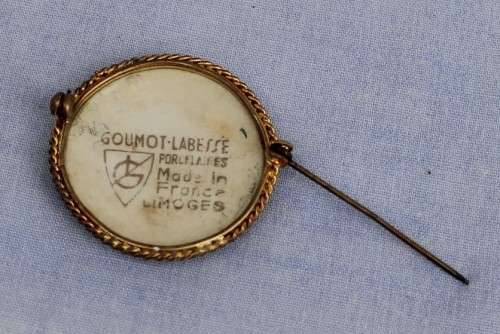 GOUMOT-LABESSE
PORCELAINES
Made in
France
LIMOGES